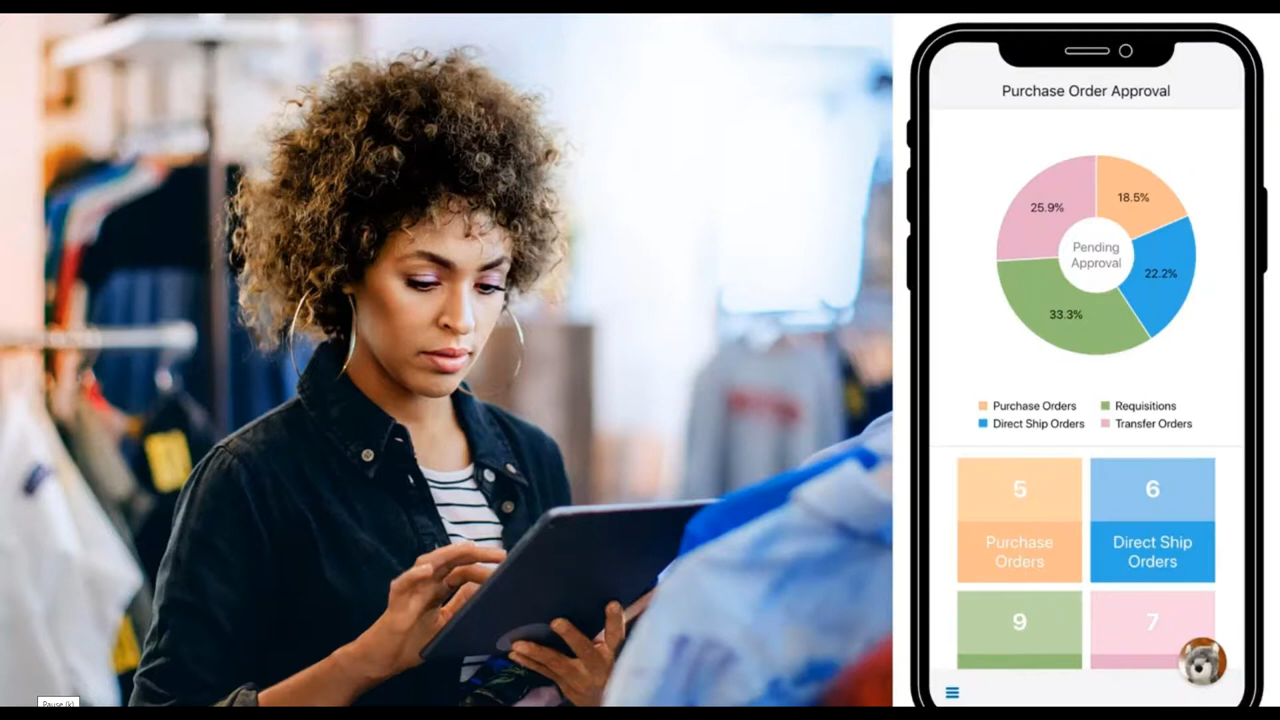 Purchase Order Approval
18.5%
25.9%
Pending
Approval
22.2%
33.3%
Purchase Orders
Requisitions
Direct Ship Orders
Transfer Orders
5
6
Purchase
Orders
Direct Ship
Orders
9
7
Pause (k)